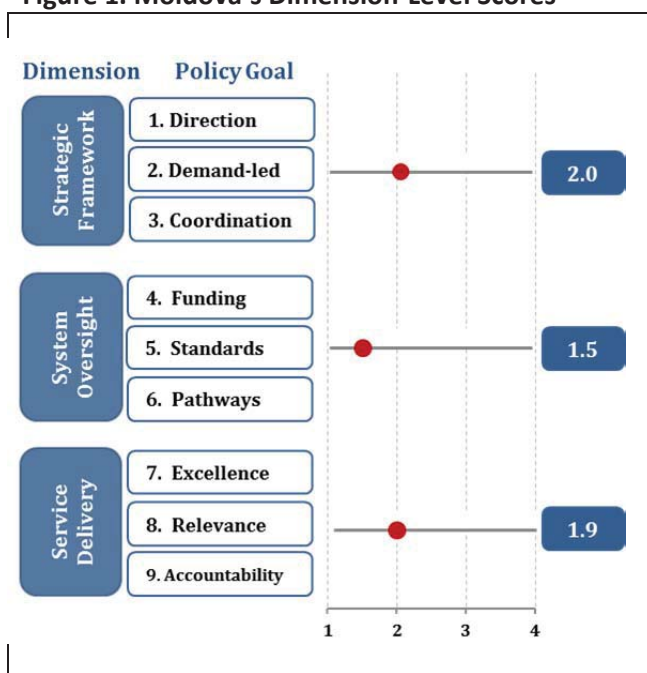 Figure 1. Moldova's Dimension-Level Scores
Dimension Policy Goal
Strategic
Framework
1. Direction
2. Demand-led
3. Coordination
2.0
System
Oversight
4. Funding
5. Standards
6. Pathways
1.5
Service
Delivery
7. Excellence
8. Relevance
9. Accountability
1.9
1 2 3 4